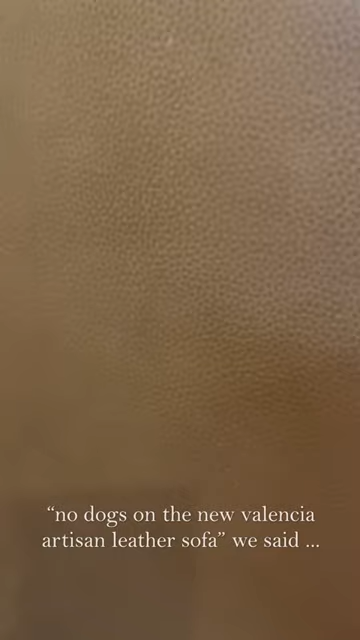 “no dogs on the new valencia
artisan leather sofa” we said ...